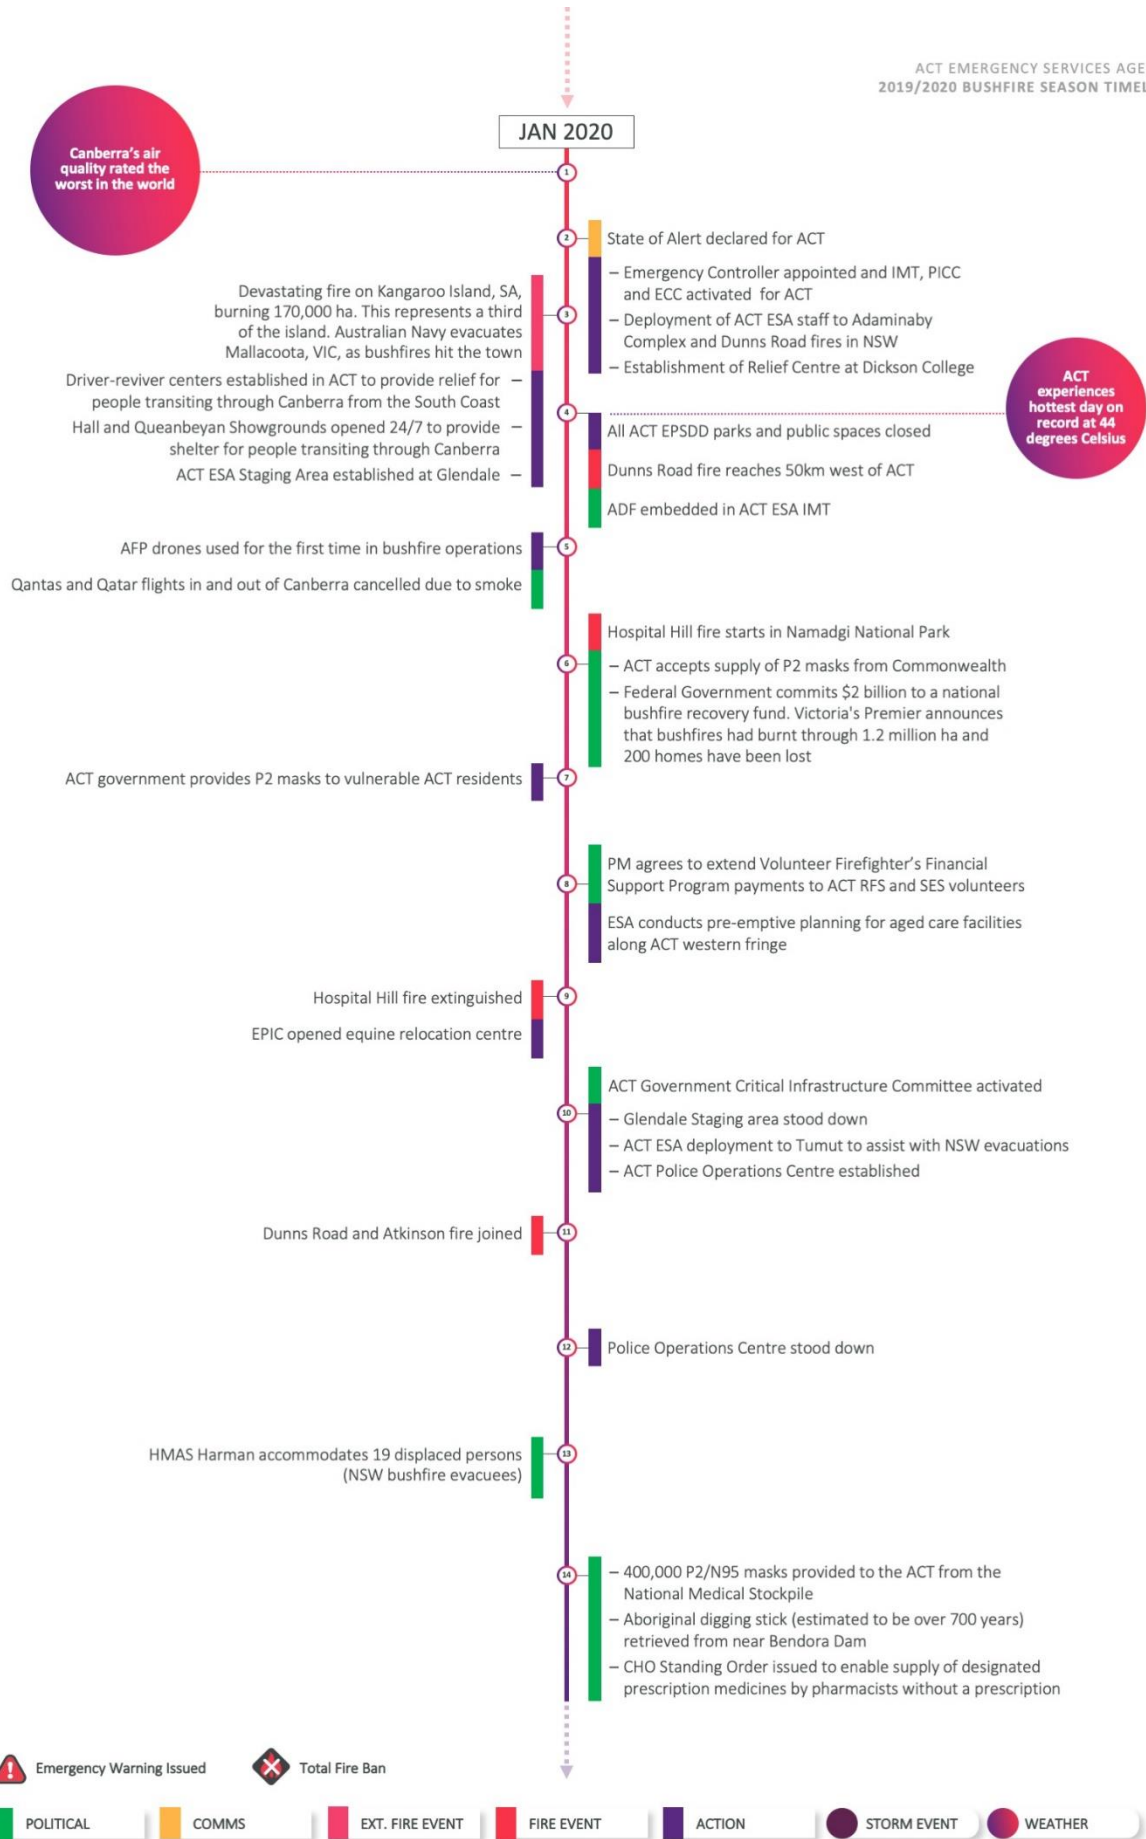 ACT EMERGENCY SERVICES AGE
2019/2020 BUSHFIRE SEASON TIMEL
JAN 2020
Canberra's air
quality rated the
worst in the world
1
2
State of Alert declared for ACT
– Emergency Controller appointed and IMT, PICC
and ECC activated for ACT
– Deployment of ACT ESA staff to Adaminaby
Complex and Dunns Road fires in NSW
– Establishment of Relief Centre at Dickson College
3
Devastating fire on Kangaroo Island, SA,
burning 170,000 ha. This represents a third
of the island. Australian Navy evacuates
Mallacoota, VIC, as bushfires hit the town
Driver-reviver centers established in ACT to provide relief for –
people transiting through Canberra from the South Coast
Hall and Queanbeyan Showgrounds opened 24/7 to provide –
shelter for people transiting through Canberra
ACT ESA Staging Area established at Glendale –
4
ACT
experiences
hottest day on
record at 44
degrees Celsius
All ACT EPSDD parks and public spaces closed
Dunns Road fire reaches 50km west of ACT
ADF embedded in ACT ESA IMT
5
AFP drones used for the first time in bushfire operations
Qantas and Qatar flights in and out of Canberra cancelled due to smoke
6
Hospital Hill fire starts in Namadgi National Park
– ACT accepts supply of P2 masks from Commonwealth
– Federal Government commits $2 billion to a national
bushfire recovery fund. Victoria's Premier announces
that bushfires had burnt through 1.2 million ha and
200 homes have been lost
7
ACT government provides P2 masks to vulnerable ACT residents
8
PM agrees to extend Volunteer Firefighter's Financial
Support Program payments to ACT RFS and SES volunteers
ESA conducts pre-emptive planning for aged care facilities
along ACT western fringe
9
Hospital Hill fire extinguished
EPIC opened equine relocation centre
10
ACT Government Critical Infrastructure Committee activated
– Glendale Staging area stood down
– ACT ESA deployment to Tumut to assist with NSW evacuations
– ACT Police Operations Centre established
11
Dunns Road and Atkinson fire joined
12
Police Operations Centre stood down
13
HMAS Harman accommodates 19 displaced persons
(NSW bushfire evacuees)
14
– 400,000 P2/N95 masks provided to the ACT from the
National Medical Stockpile
– Aboriginal digging stick (estimated to be over 700 years)
retrieved from near Bendora Dam
– CHO Standing Order issued to enable supply of designated
prescription medicines by pharmacists without a prescription
Emergency Warning Issued
Total Fire Ban
POLITICAL
COMMS
EXT. FIRE EVENT
FIRE EVENT
ACTION
STORM EVENT
WEATHER